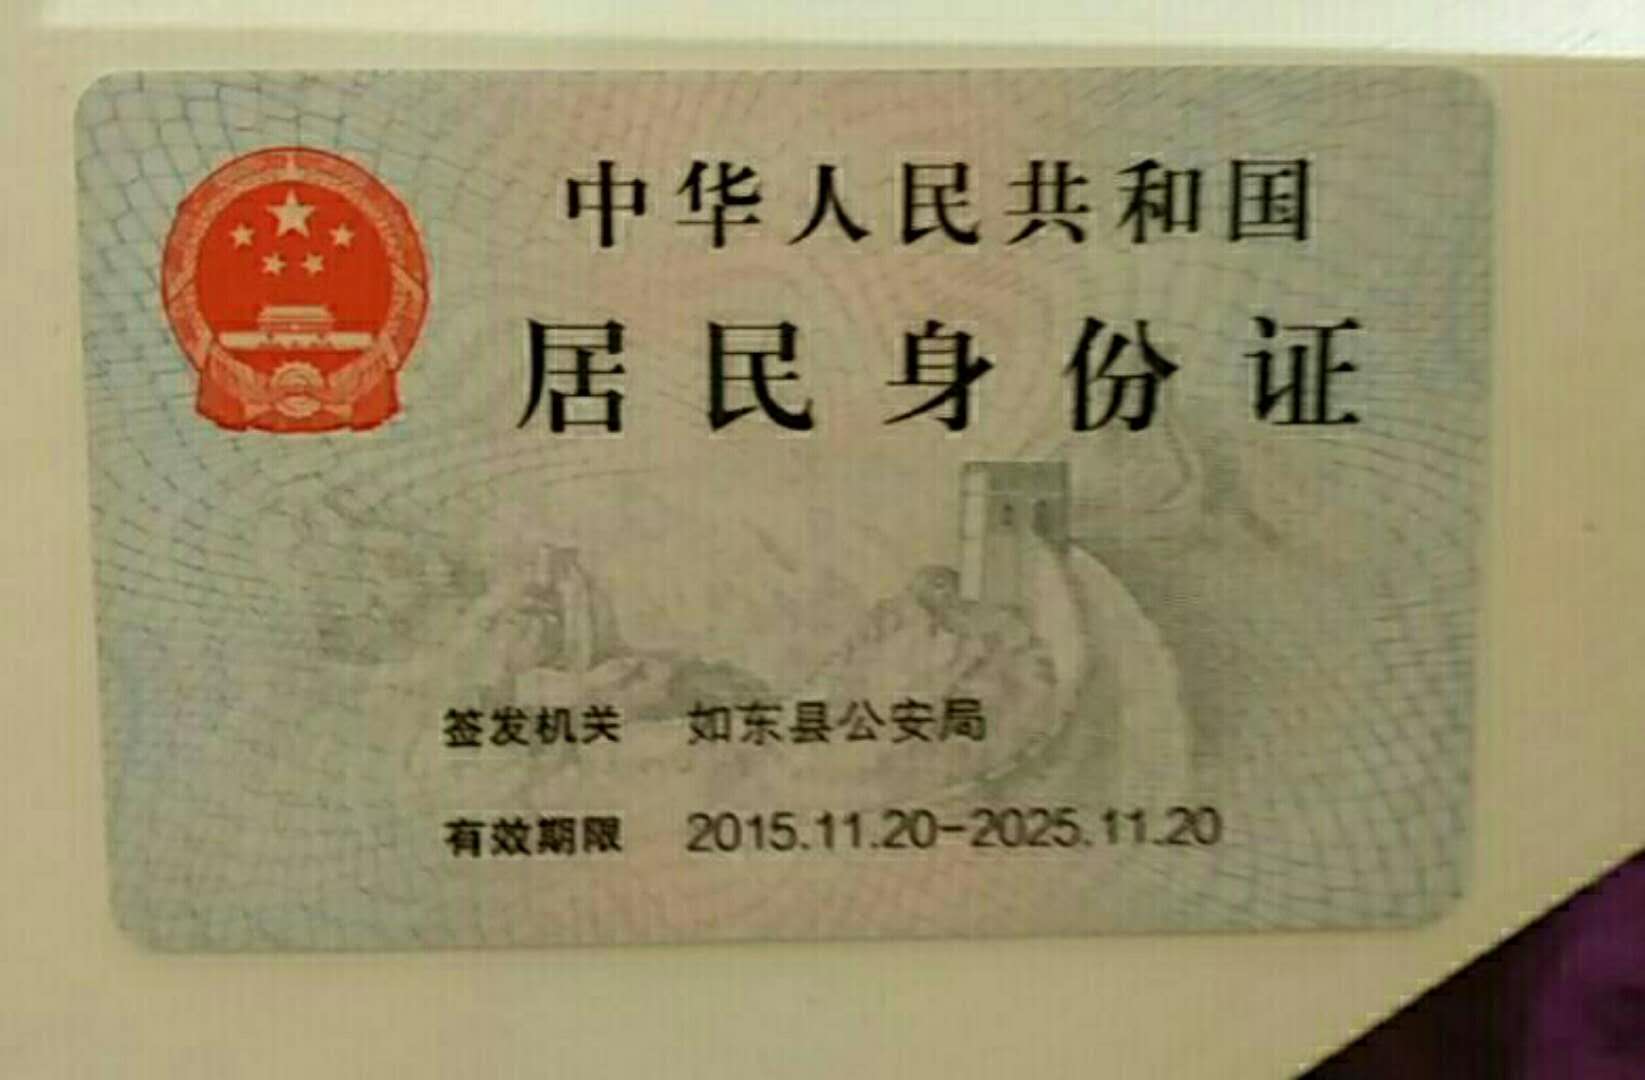 中华人民共和国
居民身份证
签发机关 如东县公安局
有效期限 2015.11.20-2025.11.20